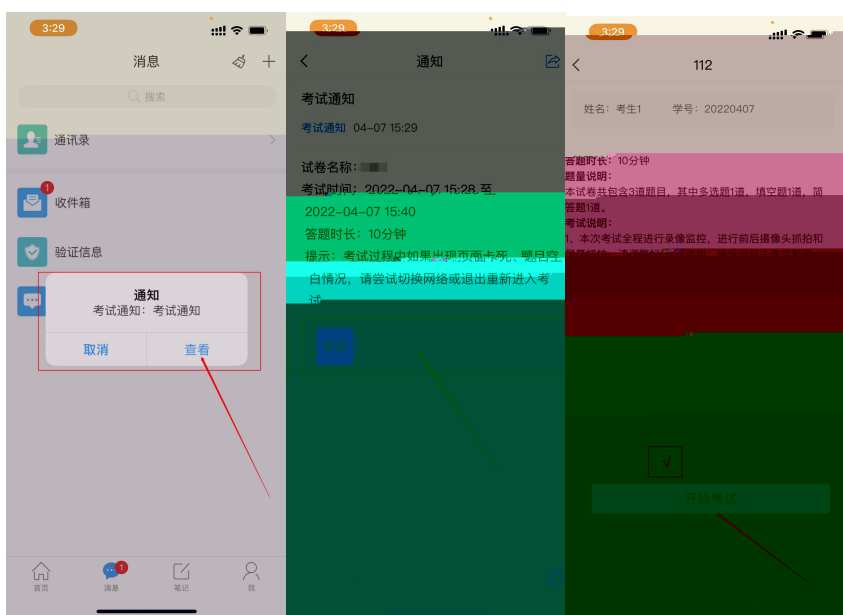 3:29
消息
搜索
通讯录
1
收件箱
验证信息
通知
考试通知：考试通知
取消
查看
首页
1
消息
笔记
我
3:29
通知
考试通知
考试通知 04-07 15:29
试卷名称：
考试时间：2022-04-07 15:28 至
2022-04-07 15:40
答题时长：10分钟
提示：考试过程中如果出现页面卡死、题目空
白情况，请尝试切换网络或退出重新进入考
试
3:29
112
姓名：考生1 学号：20220407
答题时长：10分钟
题量说明：
本试卷共包含3道题目，其中多选题1道，填空题1道，简
答题1道。
考试说明：
1、本次考试全程进行录像监控，进行前后摄像头抓拍和
√
开始考试